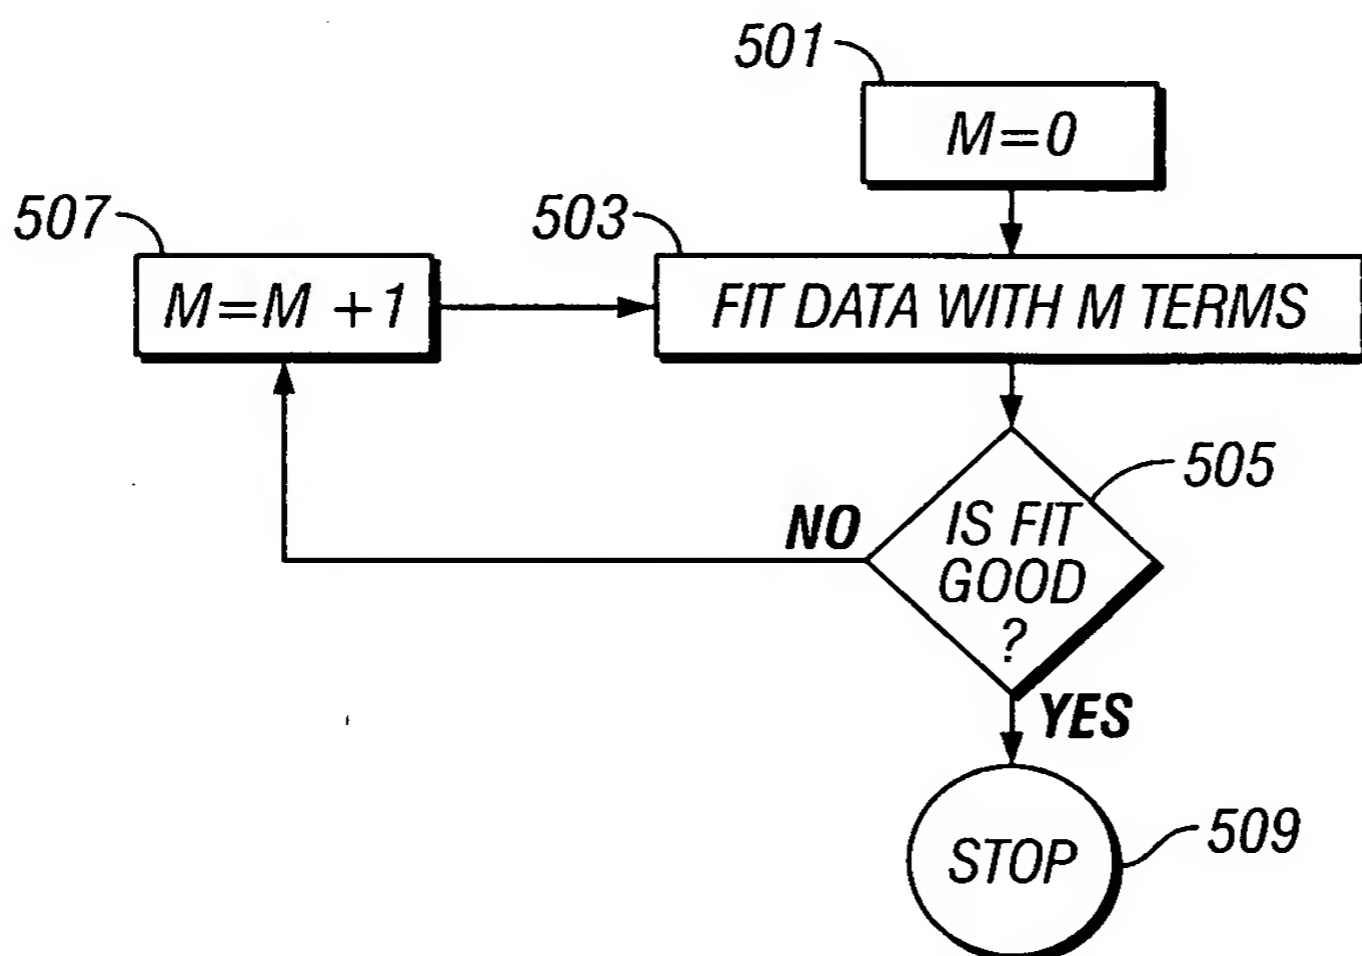 501
M=0
507
503
M=M +1
FIT DATA WITH M TERMS
505
NO
IS FIT
GOOD
?
YES
STOP
509